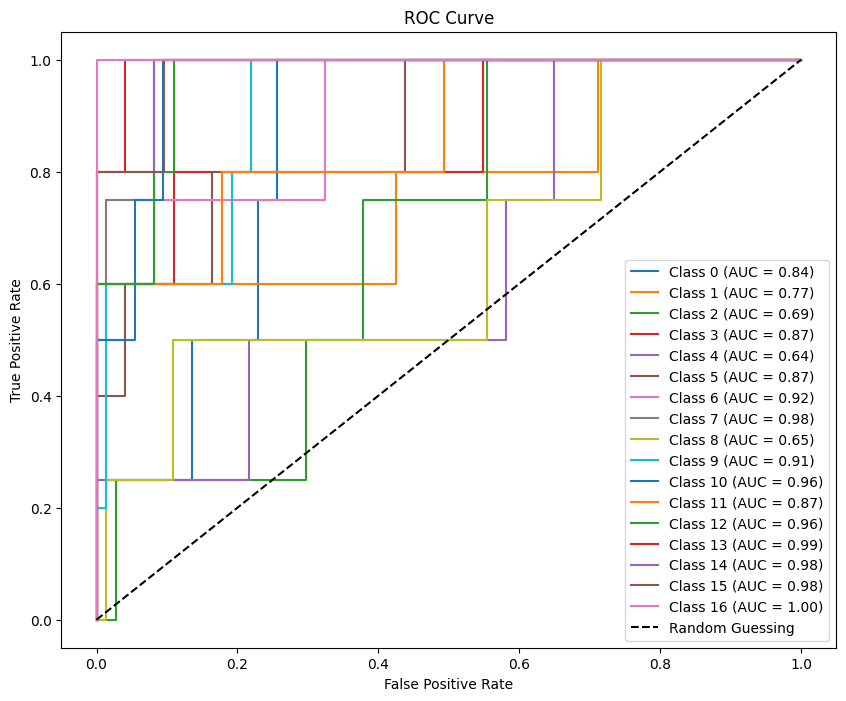 ROC Curve
1.0
0.8
0.6
0.4
0.2
0.0
True Positive Rate
0.0
0.2
0.4
0.6
0.8
1.0
False Positive Rate
Class 0 (AUC = 0.84)
Class 1 (AUC = 0.77)
Class 2 (AUC = 0.69)
Class 3 (AUC = 0.87)
Class 4 (AUC = 0.64)
Class 5 (AUC = 0.87)
Class 6 (AUC = 0.92)
Class 7 (AUC = 0.98)
Class 8 (AUC = 0.65)
Class 9 (AUC = 0.91)
Class 10 (AUC = 0.96)
Class 11 (AUC = 0.87)
Class 12 (AUC = 0.96)
Class 13 (AUC = 0.99)
Class 14 (AUC = 0.98)
Class 15 (AUC = 0.98)
Class 16 (AUC = 1.00)
Random Guessing